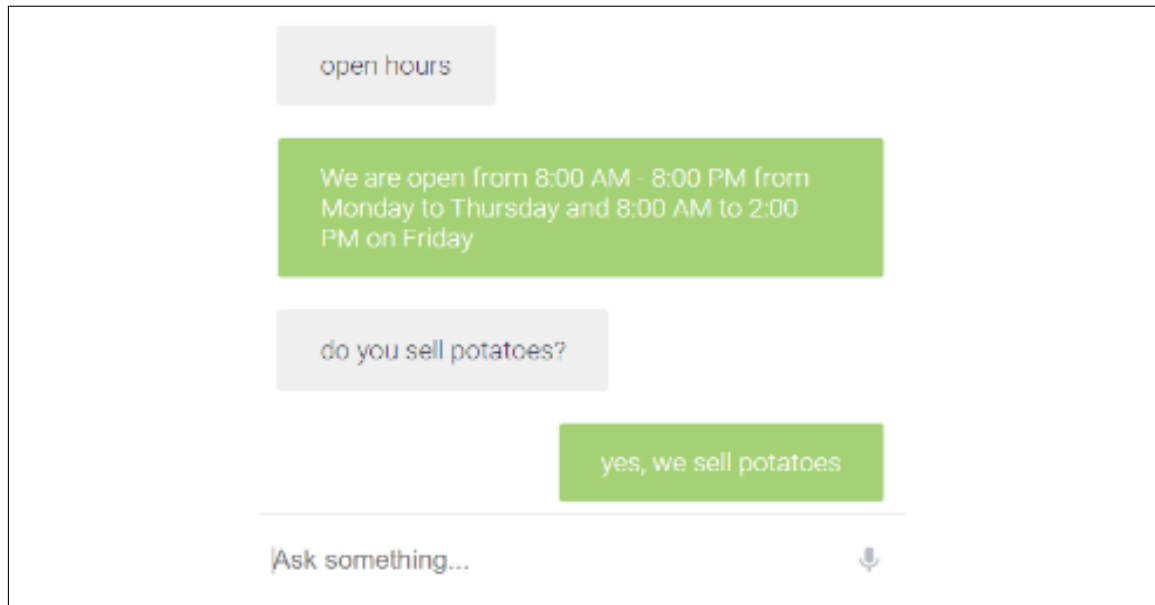 open hours
We are open from 8:00 AM - 8:00 PM from
Monday to Thursday and 8:00 AM to 2:00
PM on Friday
do you sell potatoes?
yes, we sell potatoes
Ask something...